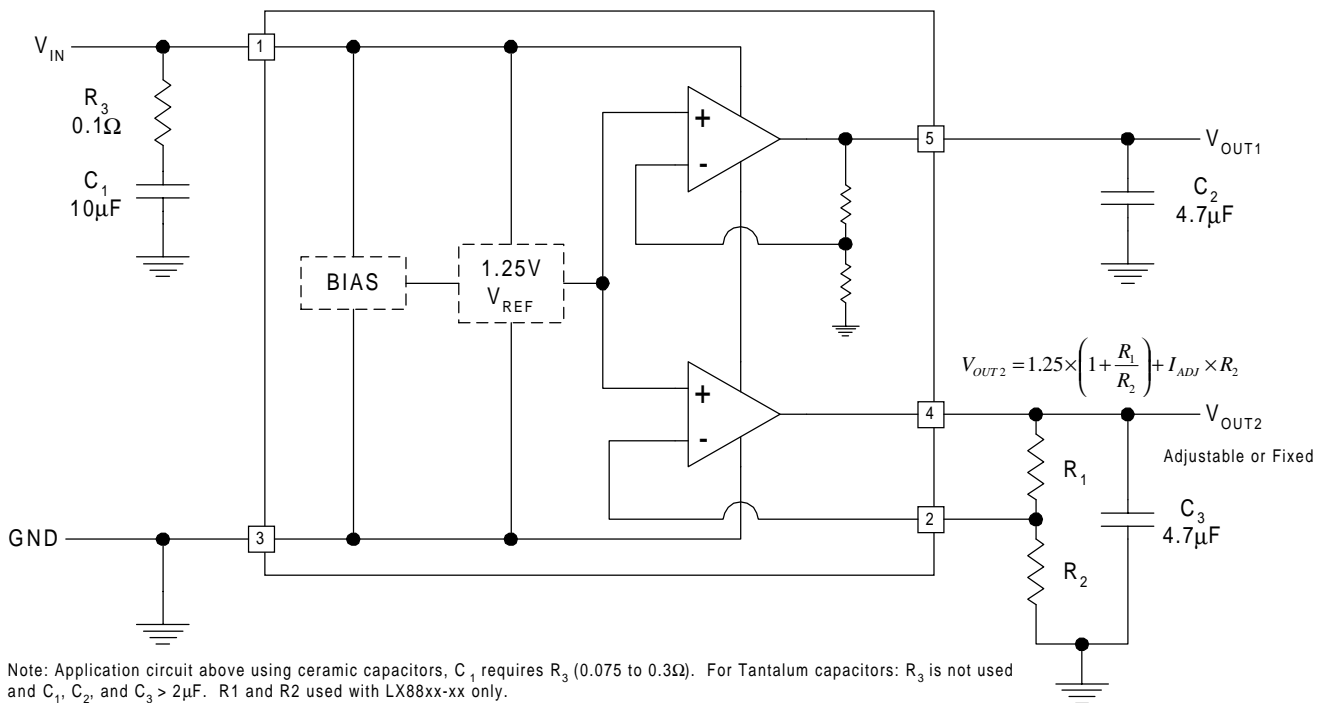 V_IN
1
R_3
0.1Ω
C_1
10µF
BIAS
1.25V
V_REF
+
-
5
V_OUT1
C_2
4.7µF
V_OUT2 = 1.25 × (1 + R_1/R_2) + I_ADJ × R_2
+
-
4
V_OUT2
Adjustable or Fixed
R_1
2
C_3
4.7µF
R_2
GND
3
Note: Application circuit above using ceramic capacitors, C_1 requires R_3 (0.075 to 0.3Ω). For Tantalum capacitors: R_3 is not used
and C_1, C_2, and C_3 > 2µF. R1 and R2 used with LX88xx-xx only.